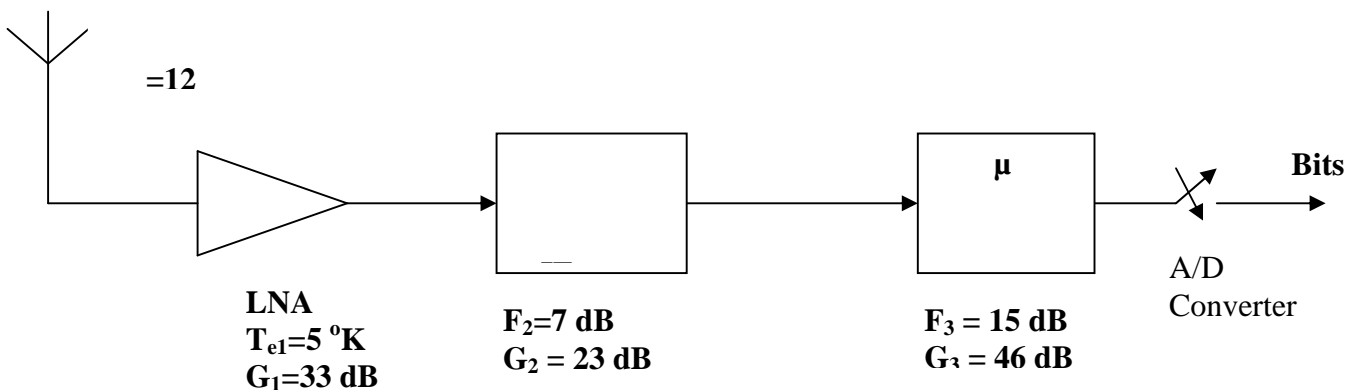 =12
µ
Bits
A/D
Converter
LNA
Te1=5 °K
G1=33 dB
F2=7 dB
G2 = 23 dB
F3 = 15 dB
G3 = 46 dB